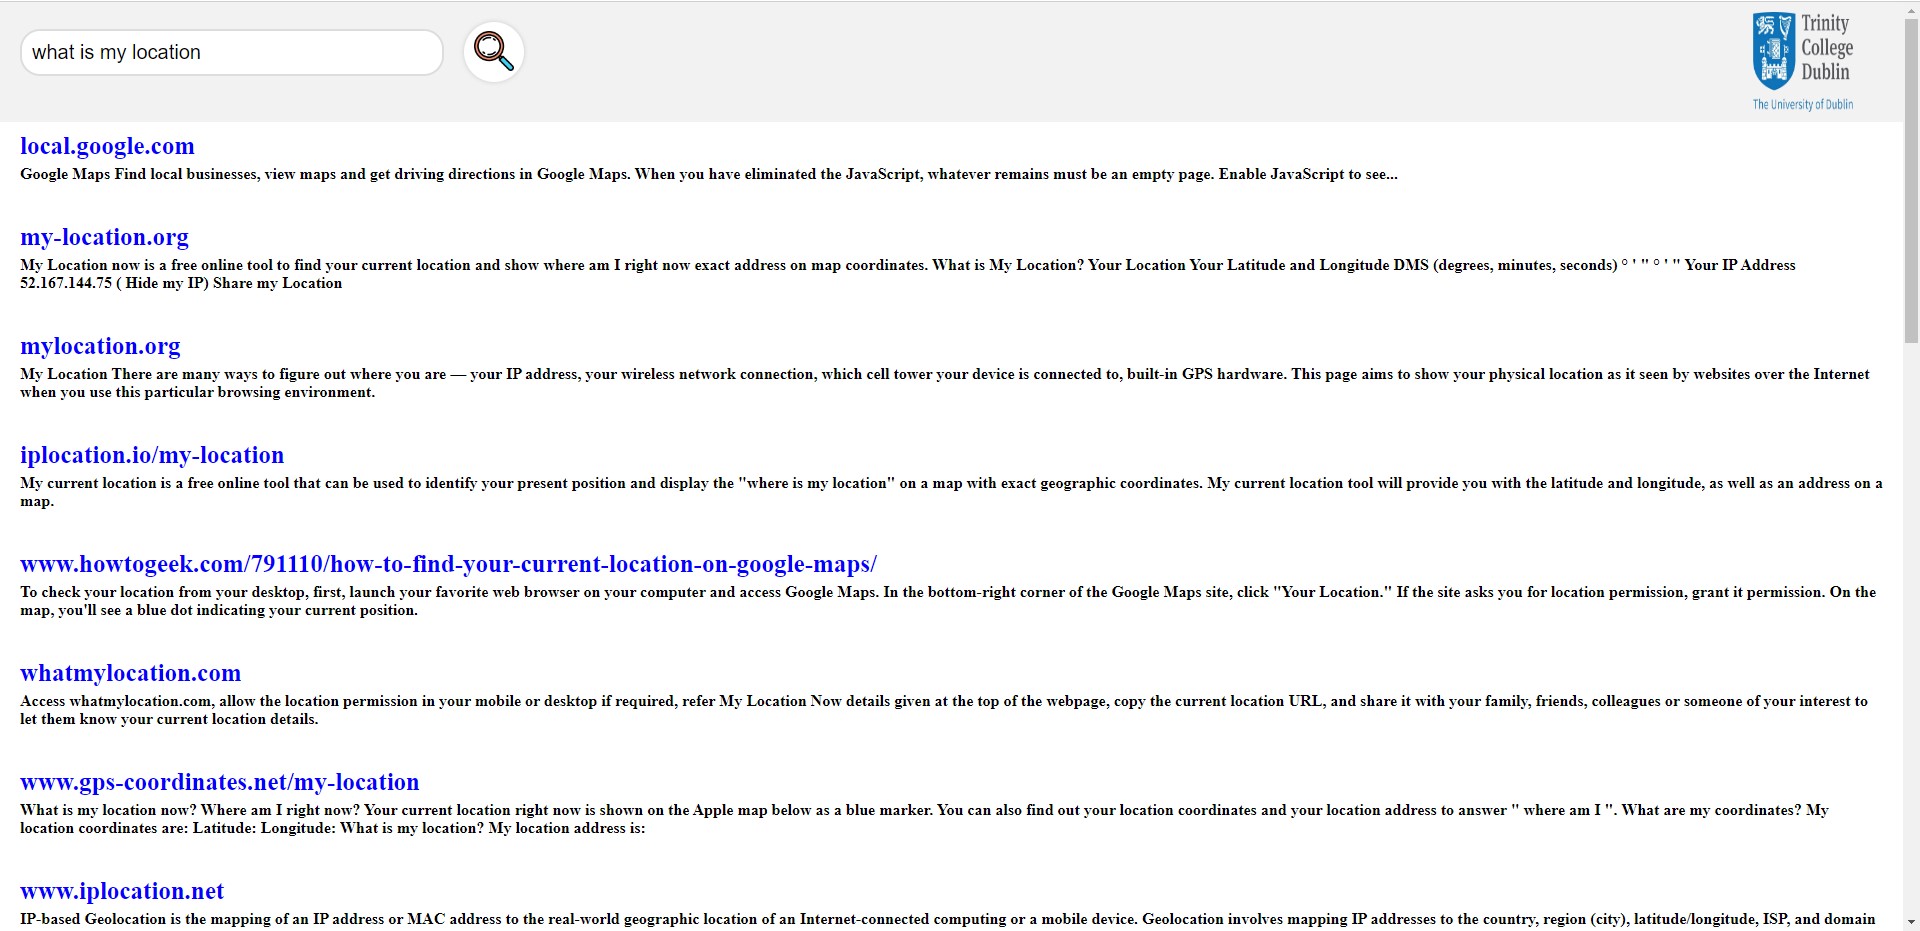 what is my location
Trinity
College
Dublin
The University of Dublin
local.google.com
Google Maps Find local businesses, view maps and get driving directions in Google Maps. When you have eliminated the JavaScript, whatever remains must be an empty page. Enable JavaScript to see...
my-location.org
My Location now is a free online tool to find your current location and show where am I right now exact address on map coordinates. What is My Location? Your Location Your Latitude and Longitude DMS (degrees, minutes, seconds) ° ' " ° ' " Your IP Address
52.167.144.75 ( Hide my IP) Share my Location
mylocation.org
My Location There are many ways to figure out where you are — your IP address, your wireless network connection, which cell tower your device is connected to, built-in GPS hardware. This page aims to show your physical location as it seen by websites over the Internet
when you use this particular browsing environment.
iplocation.io/my-location
My current location is a free online tool that can be used to identify your present position and display the "where is my location" on a map with exact geographic coordinates. My current location tool will provide you with the latitude and longitude, as well as an address on a
map.
www.howtogeek.com/791110/how-to-find-your-current-location-on-google-maps/
To check your location from your desktop, first, launch your favorite web browser on your computer and access Google Maps. In the bottom-right corner of the Google Maps site, click "Your Location." If the site asks you for location permission, grant it permission. On the
map, you'll see a blue dot indicating your current position.
whatmylocation.com
Access whatmylocation.com, allow the location permission in your mobile or desktop if required, refer My Location Now details given at the top of the webpage, copy the current location URL, and share it with your family, friends, colleagues or someone of your interest to
let them know your current location details.
www.gps-coordinates.net/my-location
What is my location now? Where am I right now? Your current location right now is shown on the Apple map below as a blue marker. You can also find out your location coordinates and your location address to answer " where am I ". What are my coordinates? My
location coordinates are: Latitude: Longitude: What is my location? My location address is:
www.iplocation.net
IP-based Geolocation is the mapping of an IP address or MAC address to the real-world geographic location of an Internet-connected computing or a mobile device. Geolocation involves mapping IP addresses to the country, region (city), latitude/longitude, ISP, and domain